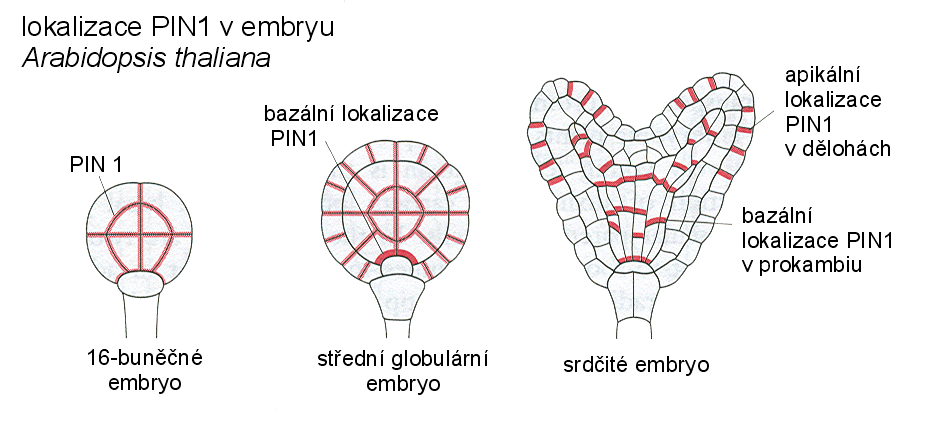 lokalizace PIN1 v embryu
Arabidopsis thaliana
PIN 1
16-buněčné
embryo
bazální lokalizace
PIN1
střední globulární
embryo
apikální
lokalizace
PIN1
v dělohách
bazální
lokalizace PIN1
v prokambiu
srdčité embryo